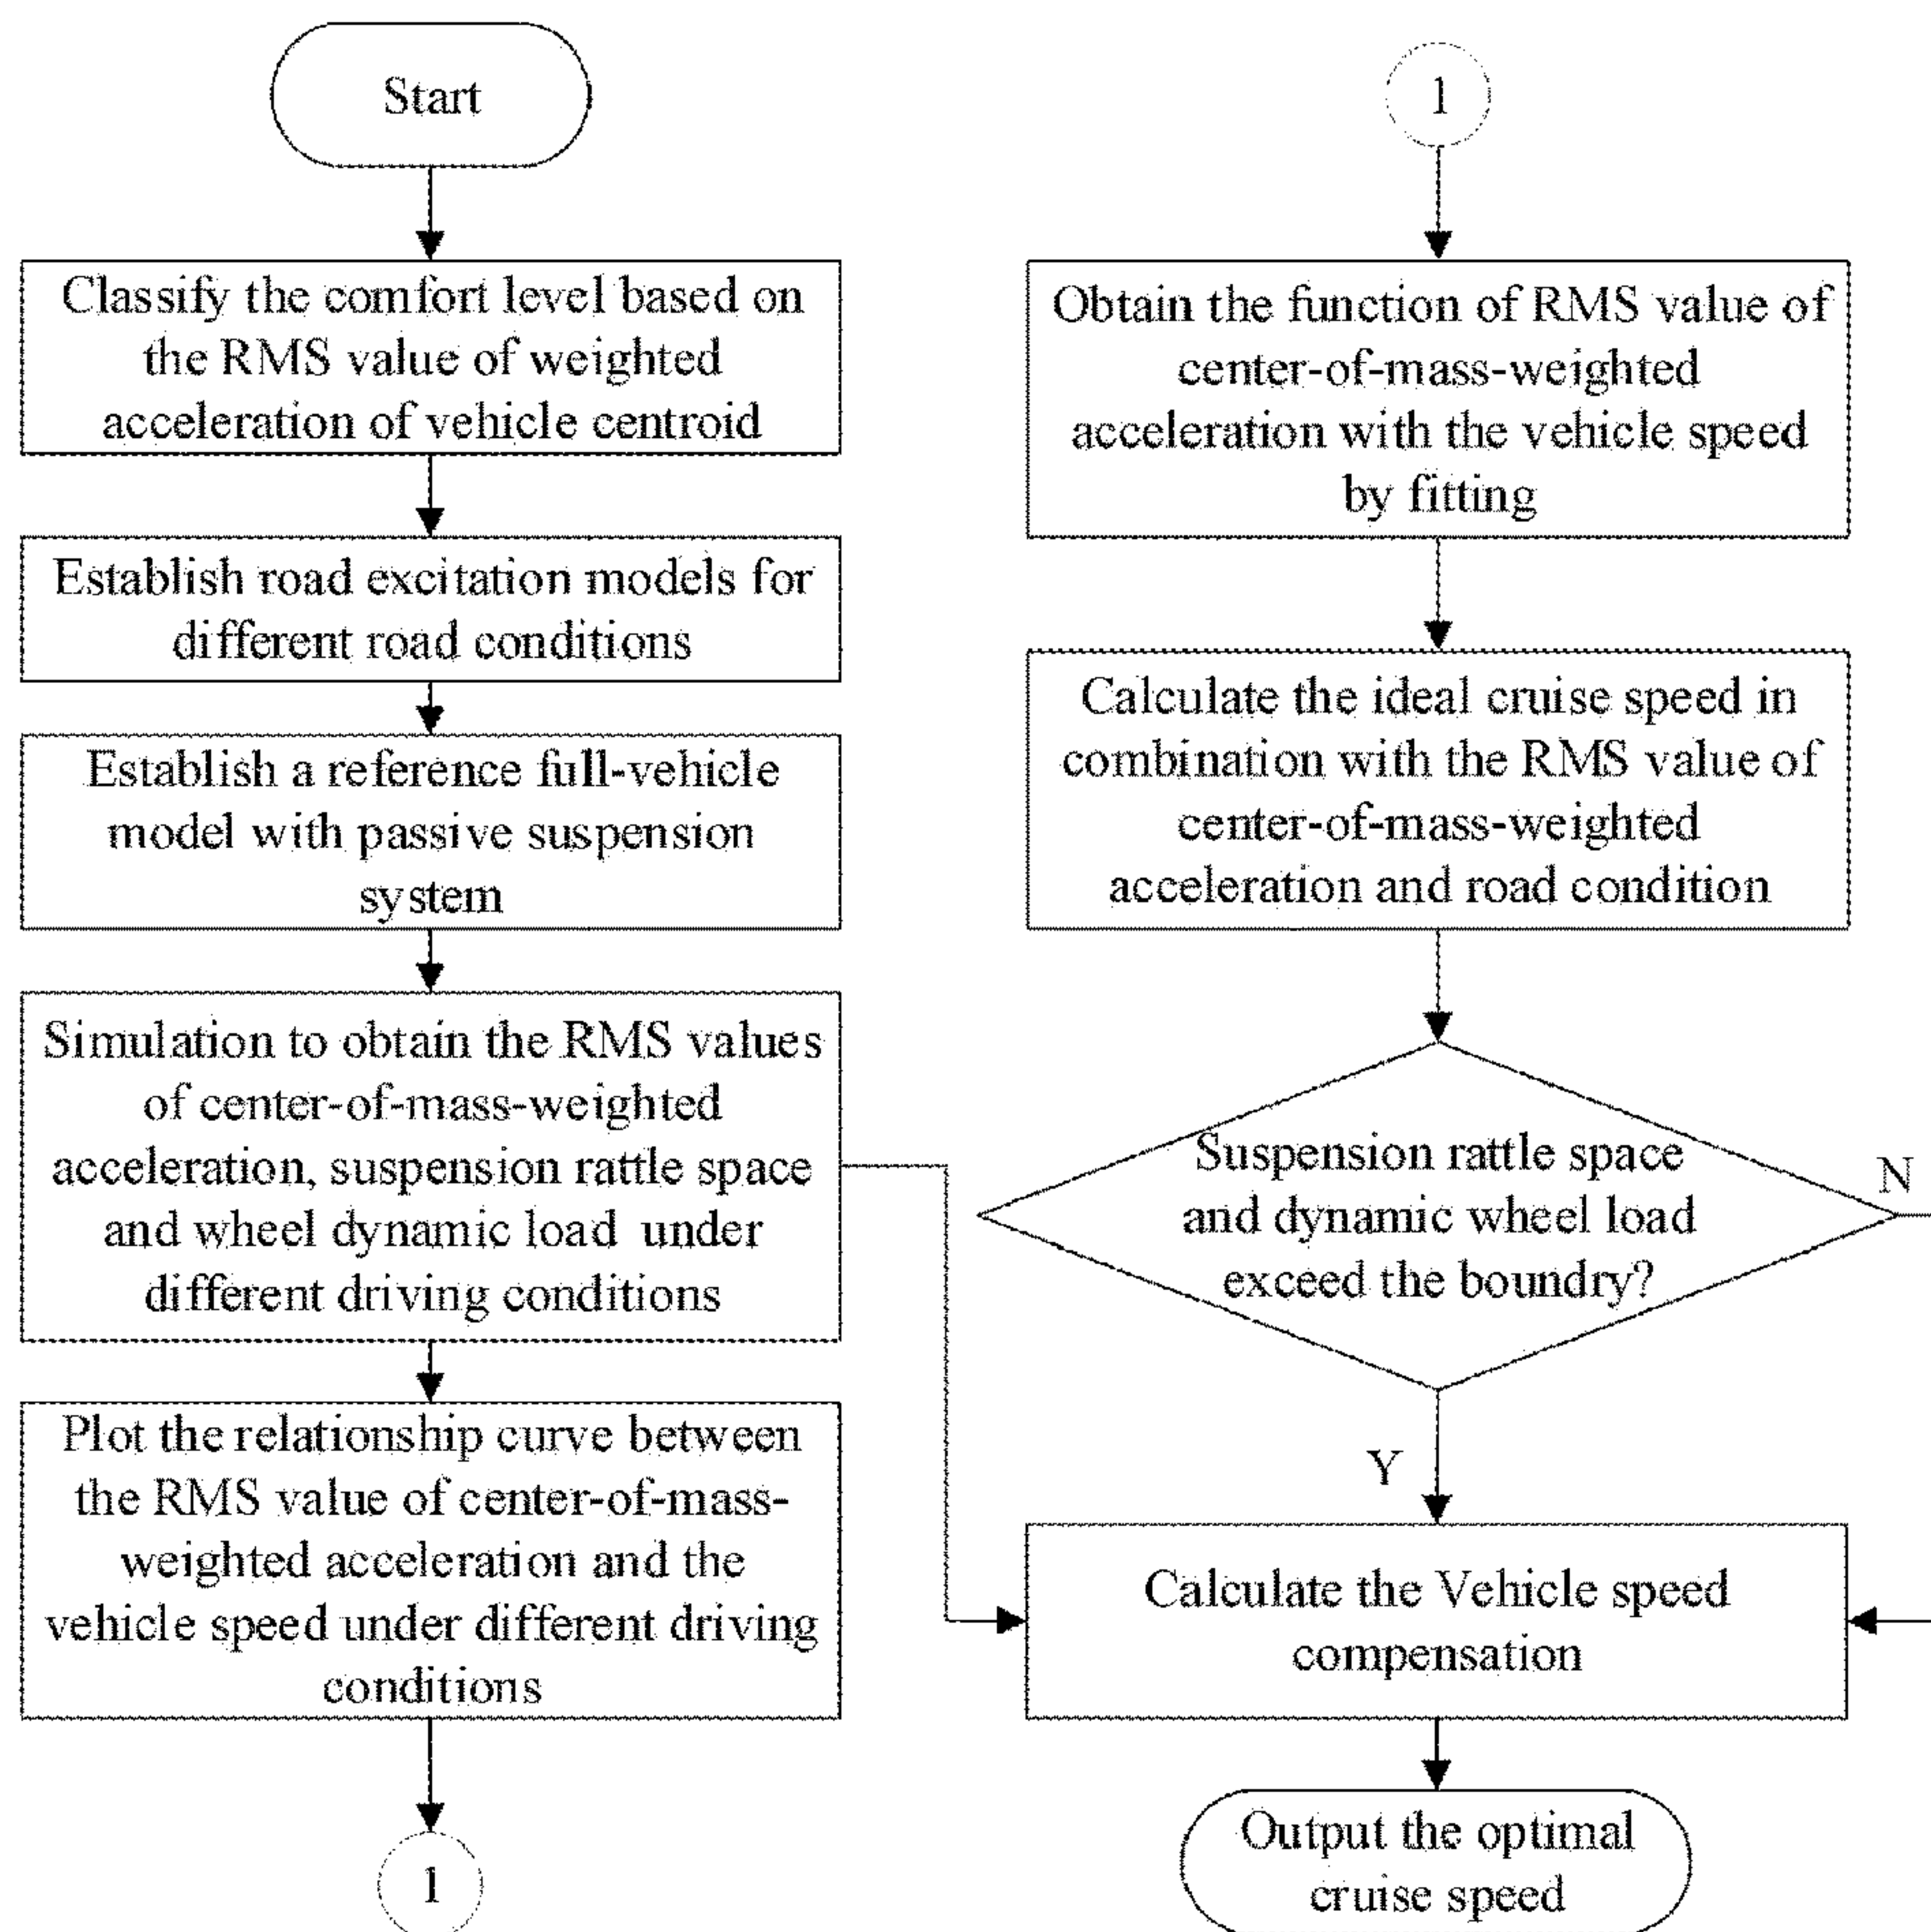 Start
Classify the comfort level based on
the RMS value of weighted
acceleration of vehicle centroid
Establish road excitation models for
different road conditions
Establish a reference full-vehicle
model with passive suspension
system
Simulation to obtain the RMS values
of center-of-mass-weighted
acceleration, suspension rattle space
and wheel dynamic load under
different driving conditions
Plot the relationship curve between
the RMS value of center-of-mass-
weighted acceleration and the
vehicle speed under different driving
conditions
1
1
Obtain the function of RMS value of
center-of-mass-weighted
acceleration with the vehicle speed
by fitting
Calculate the ideal cruise speed in
combination with the RMS value of
center-of-mass-weighted
acceleration and road condition
Suspension rattle space
and dynamic wheel load
exceed the boundry?
N
Y
Calculate the Vehicle speed
compensation
Output the optimal
cruise speed